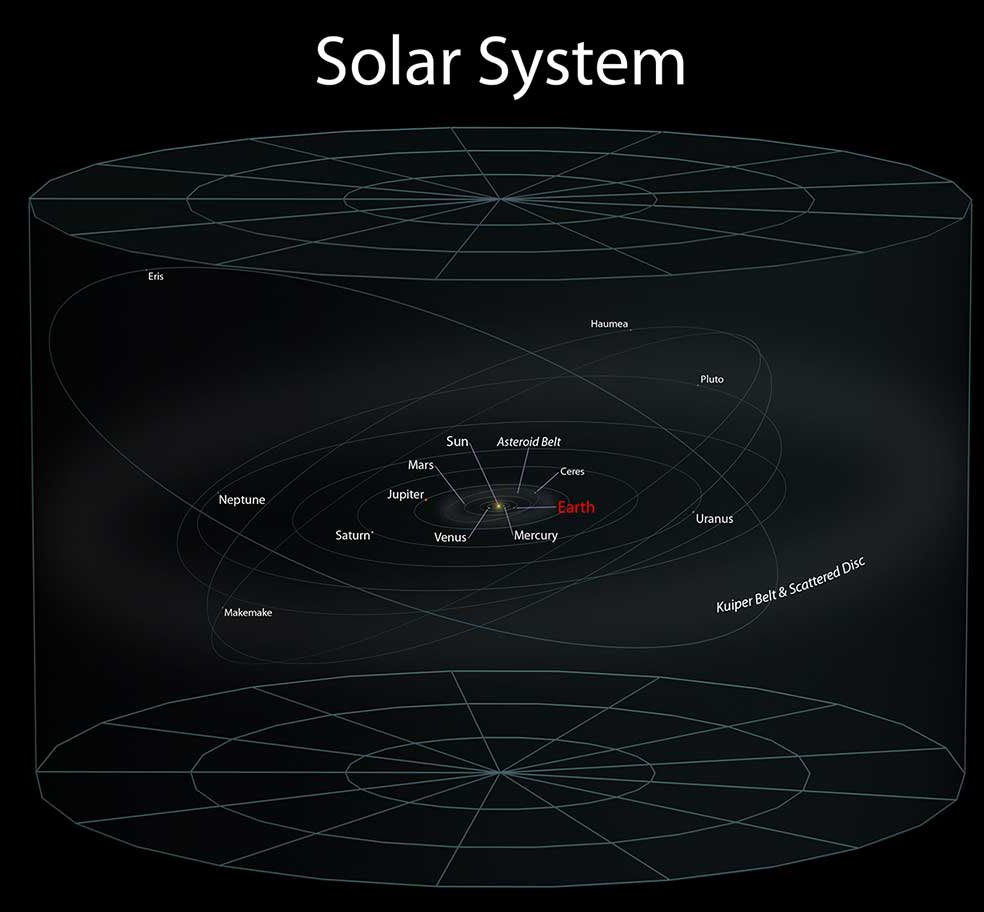 Solar System
Eris
Haumea
Pluto
Sun
Asteroid Belt
Mars
Ceres
Jupiter
Neptune
Earth
Uranus
Saturn
Venus
Mercury
Kuiper Belt & Scattered Disc
Makemake